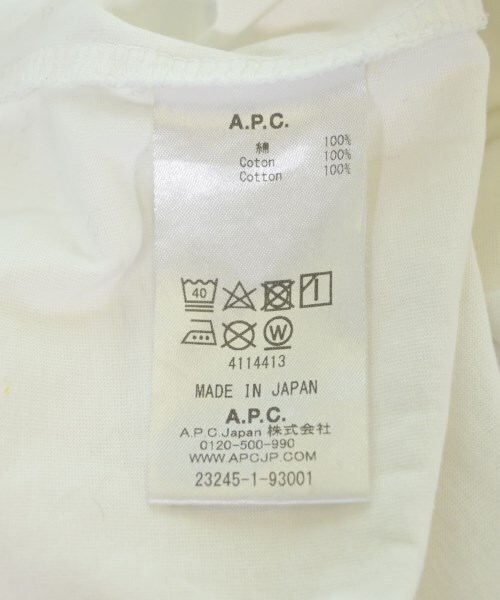 A.P.C.
綿 100%
Coton 100%
Cotton 100%
40
W
4114413
MADE IN JAPAN
A.P.C.
A.P.C.Japan 株式会社
0120-500-990
WWW.APCJP.COM
23245-1-93001